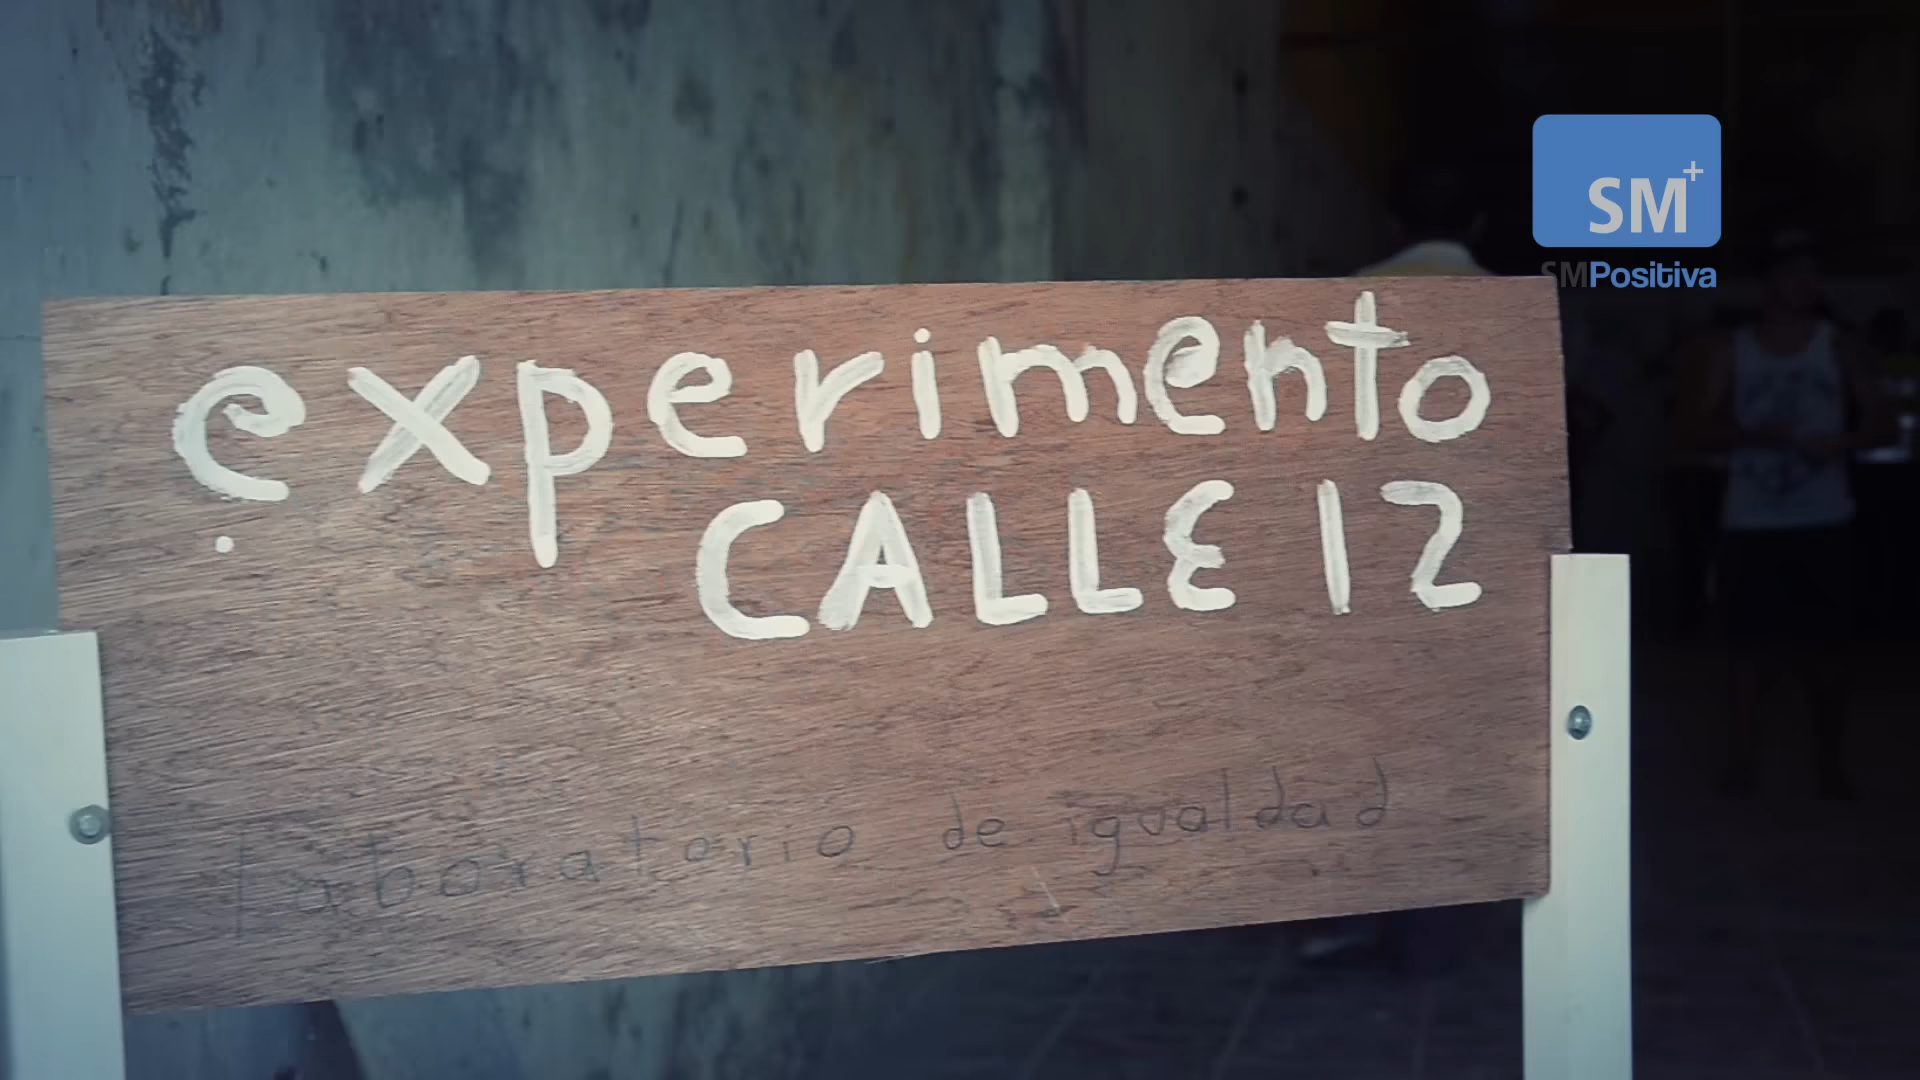 experimento
CALLE 12
laboratorio de igualdad
SM+
SMPositiva